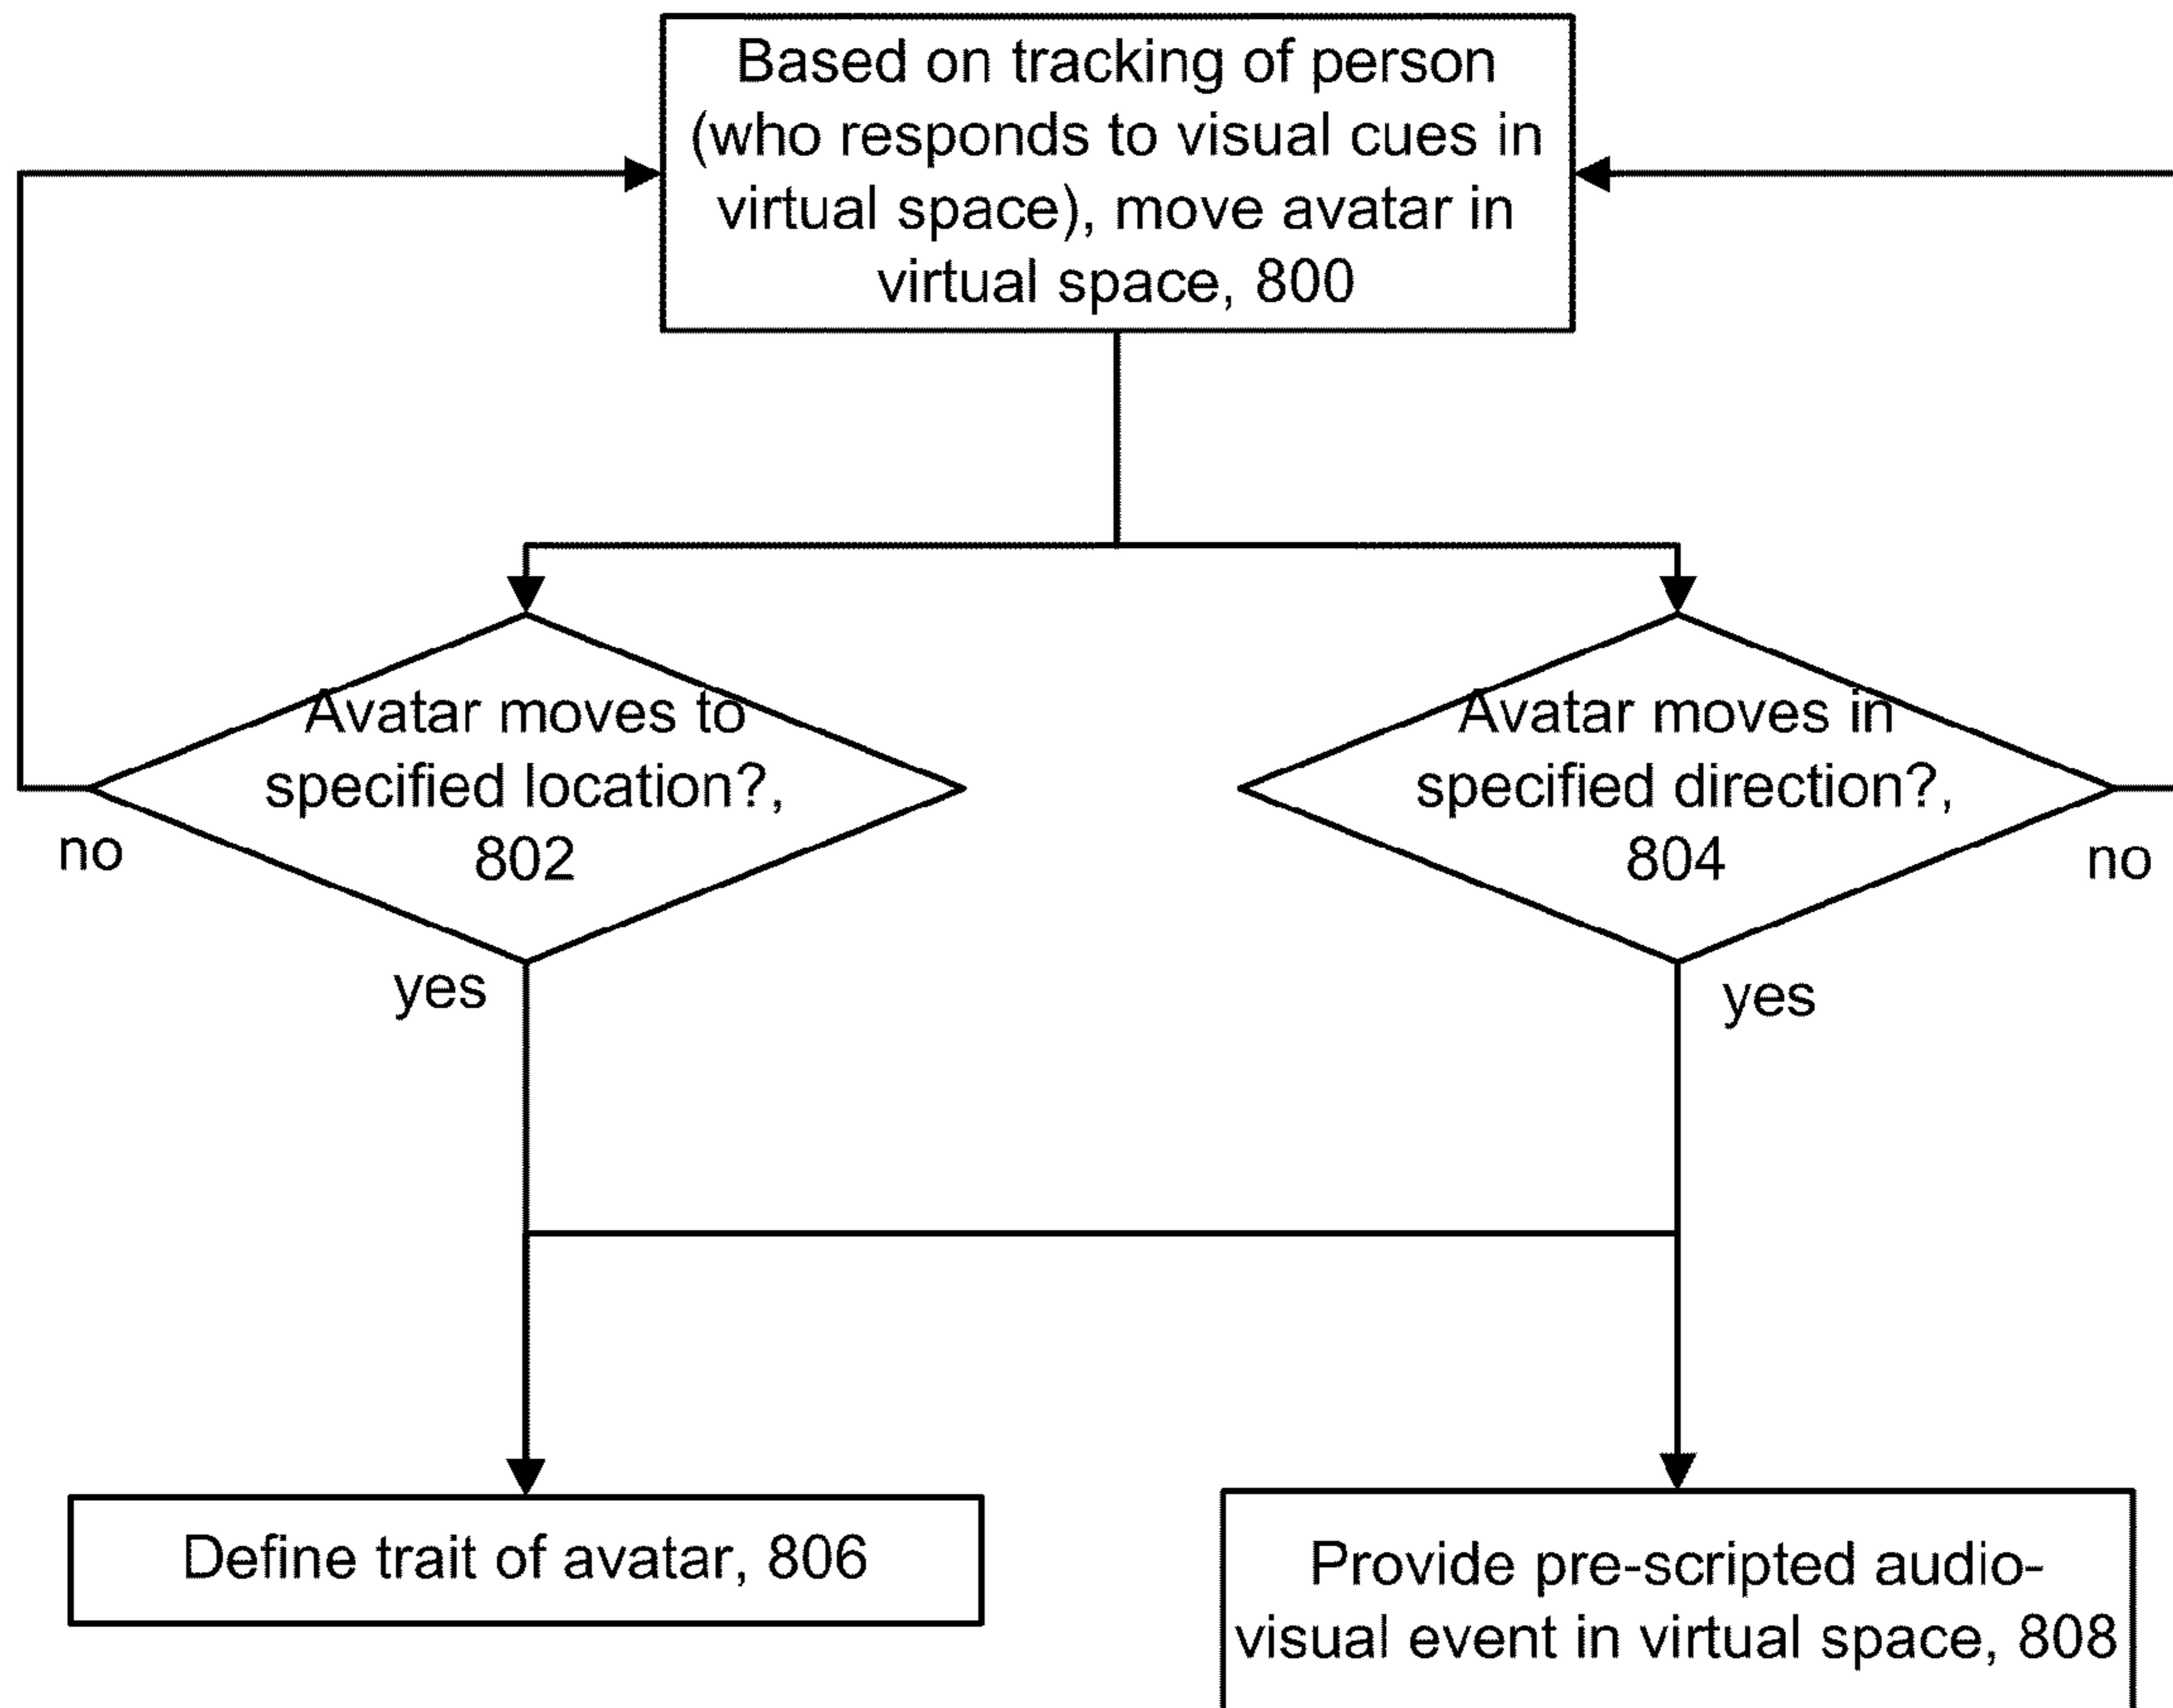 Based on tracking of person
(who responds to visual cues in
virtual space), move avatar in
virtual space, 800
Avatar moves to
specified location?,
802
no
yes
Avatar moves in
specified direction?,
804
no
yes
Define trait of avatar, 806
Provide pre-scripted audio-
visual event in virtual space, 808